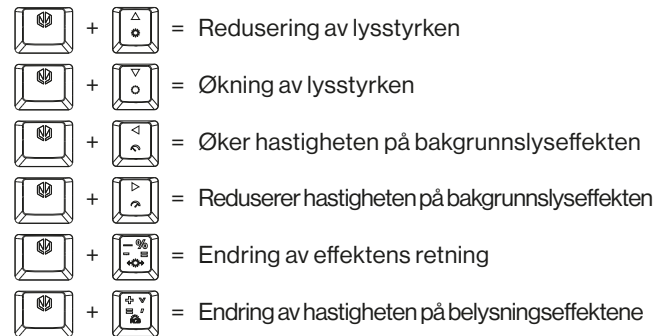 + = Redusering av lysstyrken
+ = Økning av lysstyrken
+ = Øker hastigheten på bakgrunnslyseffekten
+ = Reduserer hastigheten på bakgrunnslyseffekten
+ = Endring av effektens retning
+ = Endring av hastigheten på belysningseffektene